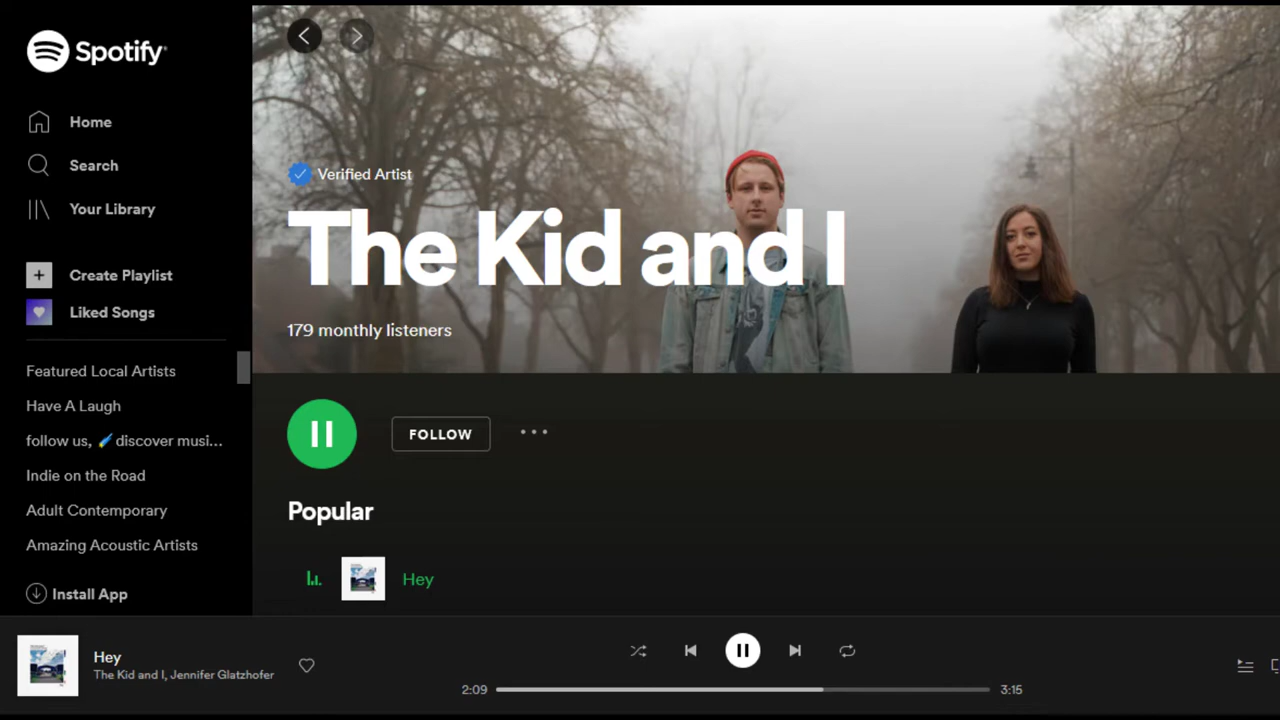 Spotify
Home
Search
Your Library
Create Playlist
Liked Songs
Featured Local Artists
Have A Laugh
follow us, discover musi...
Indie on the Road
Adult Contemporary
Amazing Acoustic Artists
Install App
Verified Artist
The Kid and I
179 monthly listeners
FOLLOW
Popular
Hey
Hey
The Kid and I, Jennifer Glatzhofer
2:09
3:15